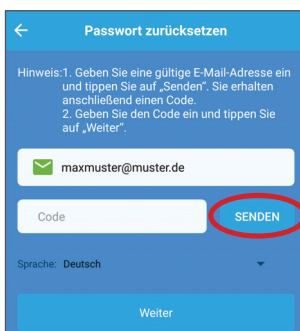 Passwort zurücksetzen
Hinweis:1. Geben Sie eine gültige E-Mail-Adresse ein
und tippen Sie auf „Senden“. Sie erhalten
anschließend einen Code.
2. Geben Sie den Code ein und tippen Sie
auf „Weiter“.
maxmuster@muster.de
Code SENDEN
Sprache: Deutsch
Weiter